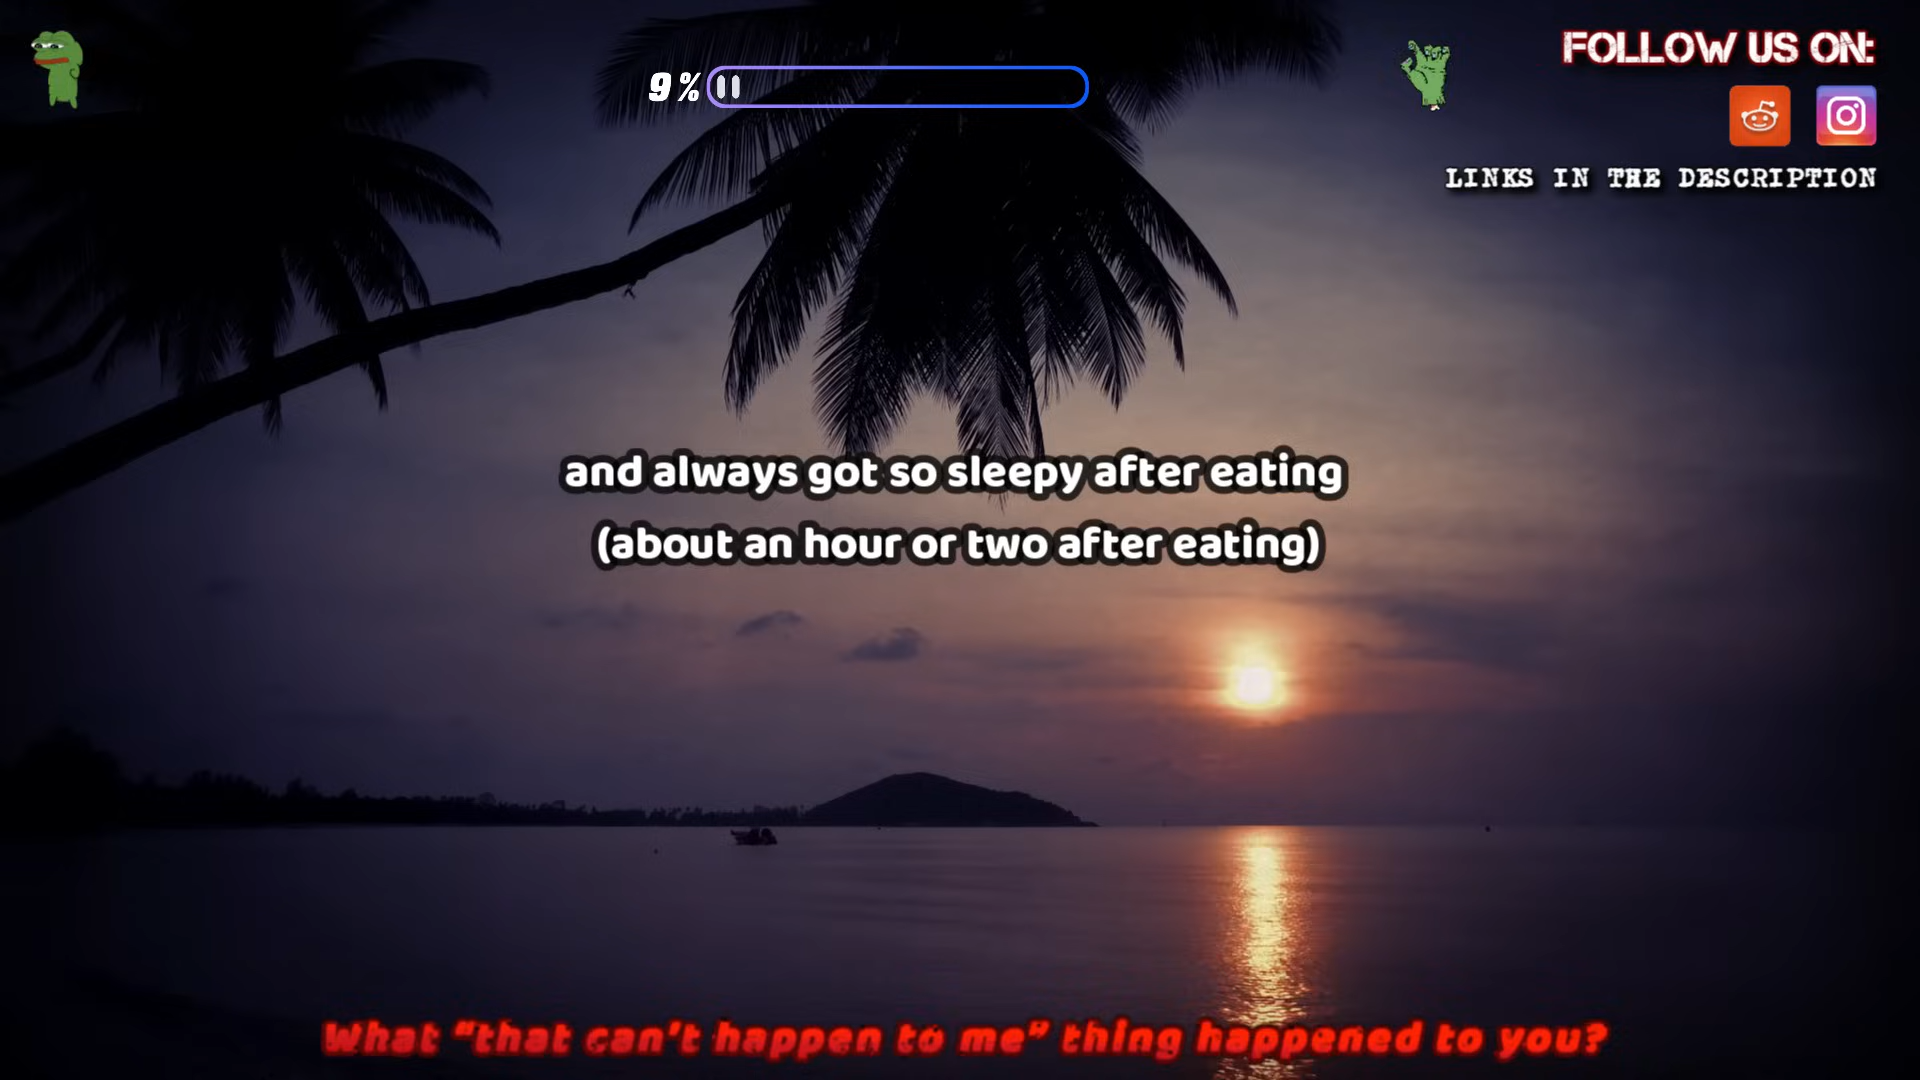 9%
FOLLOW US ON:
LINKS IN THE DESCRIPTION
and always got so sleepy after eating
(about an hour or two after eating)
What “that can’t happen to me” thing happened to you?